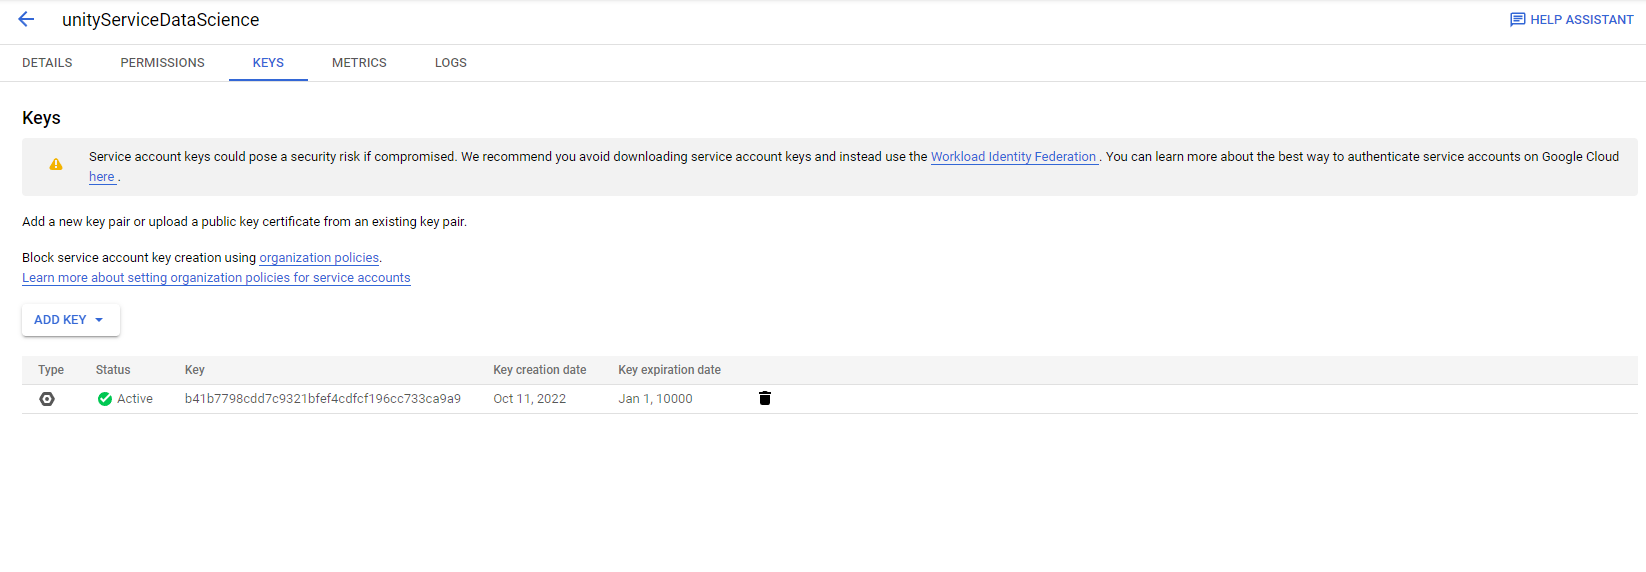 unityServiceDataScience
HELP ASSISTANT
DETAILS PERMISSIONS KEYS METRICS LOGS
Keys
Service account keys could pose a security risk if compromised. We recommend you avoid downloading service account keys and instead use the Workload Identity Federation . You can learn more about the best way to authenticate service accounts on Google Cloud
here .
Add a new key pair or upload a public key certificate from an existing key pair.
Block service account key creation using organization policies.
Learn more about setting organization policies for service accounts
ADD KEY
Type Status Key Key creation date Key expiration date
Active b41b7798cdd7c9321bfef4cdfcf196cc733ca9a9 Oct 11, 2022 Jan 1, 10000